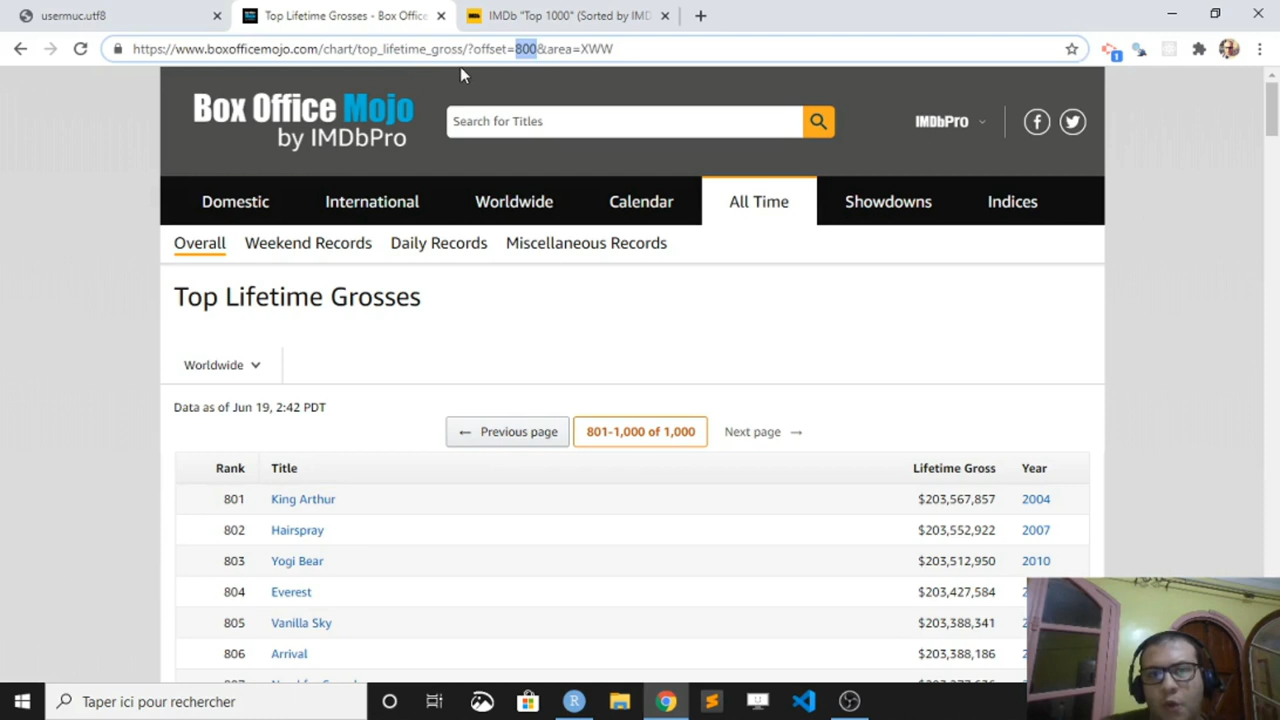 usermuc.utf8
Top Lifetime Grosses - Box Office
IMDb "Top 1000" (Sorted by IMD
https://www.boxofficemojo.com/chart/top_lifetime_gross/?offset=800&area=XWW
1
Box Office Mojo
by IMDbPro
Search for Titles
IMDbPro
Domestic International Worldwide Calendar All Time Showdowns Indices
Overall Weekend Records Daily Records Miscellaneous Records
Top Lifetime Grosses
Worldwide
Data as of Jun 19, 2:42 PDT
← Previous page 801-1,000 of 1,000 Next page →
Rank Title Lifetime Gross Year
801 King Arthur $203,567,857 2004
802 Hairspray $203,552,922 2007
803 Yogi Bear $203,512,950 2010
804 Everest $203,427,584
805 Vanilla Sky $203,388,341
806 Arrival $203,388,186
Taper ici pour rechercher